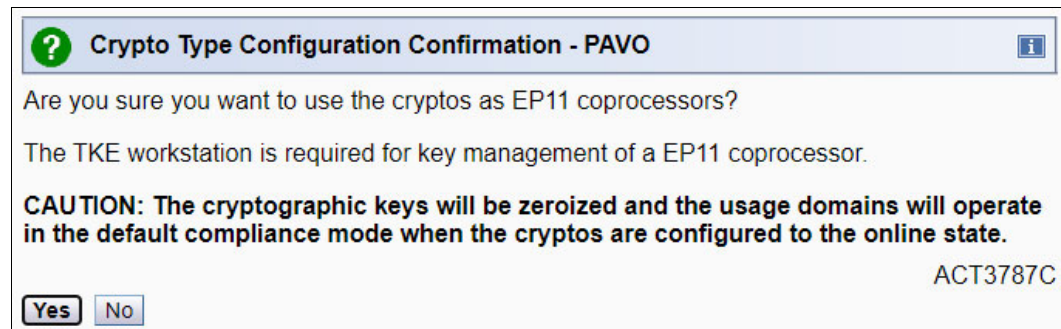 Crypto Type Configuration Confirmation - PAVO
Are you sure you want to use the cryptos as EP11 coprocessors?
The TKE workstation is required for key management of a EP11 coprocessor.
CAUTION: The cryptographic keys will be zeroized and the usage domains will operate
in the default compliance mode when the cryptos are configured to the online state.
ACT3787C
Yes No